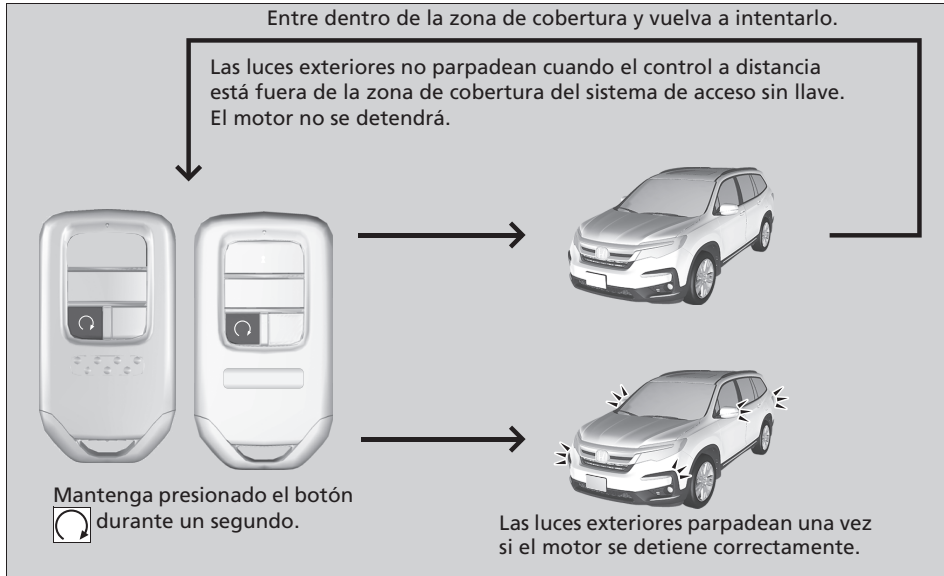 Entre dentro de la zona de cobertura y vuelva a intentarlo.
Las luces exteriores no parpadean cuando el control a distancia
está fuera de la zona de cobertura del sistema de acceso sin llave.
El motor no se detendrá.
Mantenga presionado el botón
durante un segundo.
Las luces exteriores parpadean una vez
si el motor se detiene correctamente.